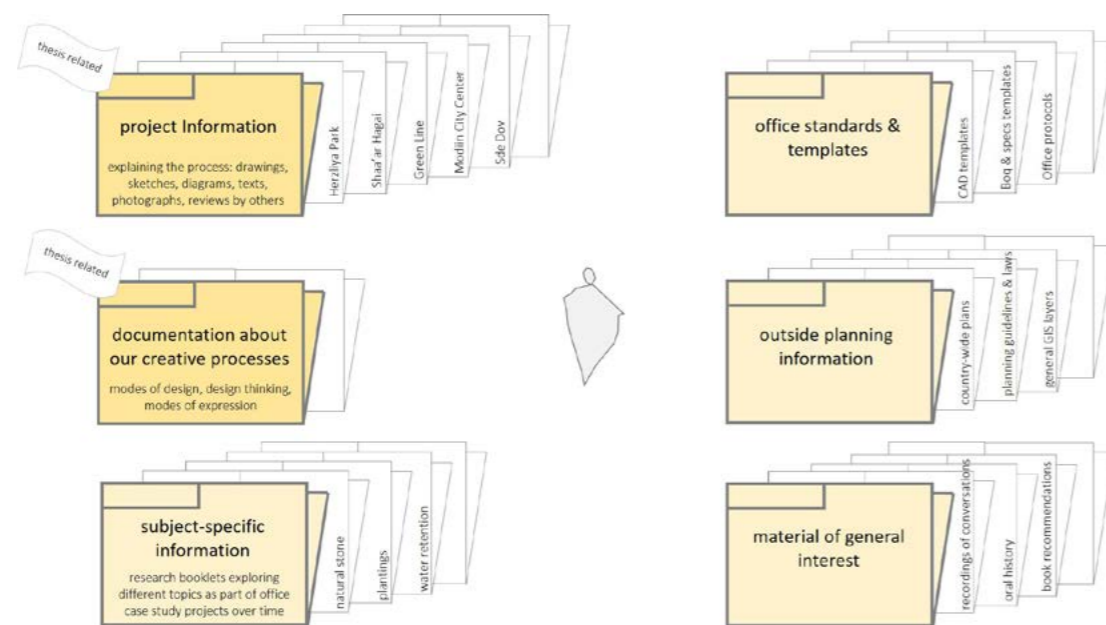 thesis related
project Information
explaining the process: drawings,
sketches, diagrams, texts,
photographs, reviews by others
Herzliya Park
Shaa'ar Hagai
Green Line
Modiin City Center
Sde Dov
office standards &
templates
CAD templates
Boq & specs templates
Office protocols
thesis related
documentation about
our creative processes
modes of design, design thinking,
modes of expression
outside planning
information
country-wide plans
planning guidelines & laws
general GIS layers
subject-specific
information
research booklets exploring
different topics as part of office
case study projects over time
natural stone
plantings
water retention
material of general
interest
recordings of conversations
oral history
book recommendations